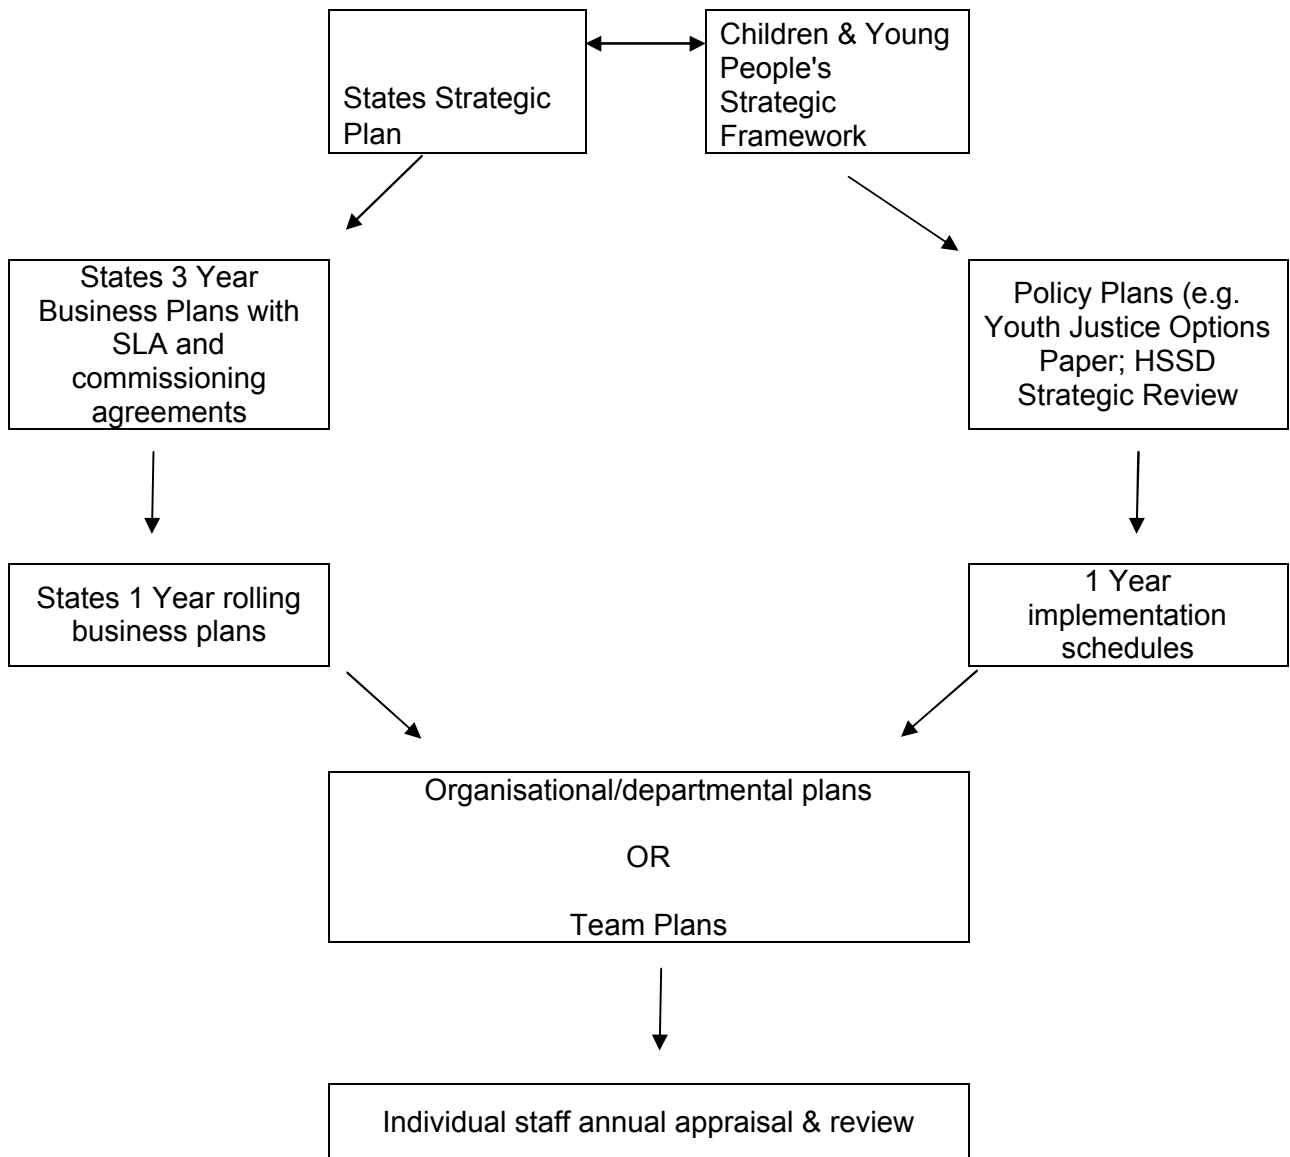 States Strategic
Plan
Children & Young
People's
Strategic
Framework
States 3 Year
Business Plans with
SLA and
commissioning
agreements
Policy Plans (e.g.
Youth Justice Options
Paper; HSSD
Strategic Review
States 1 Year rolling
business plans
1 Year
implementation
schedules
Organisational/departmental plans
OR
Team Plans
Individual staff annual appraisal & review